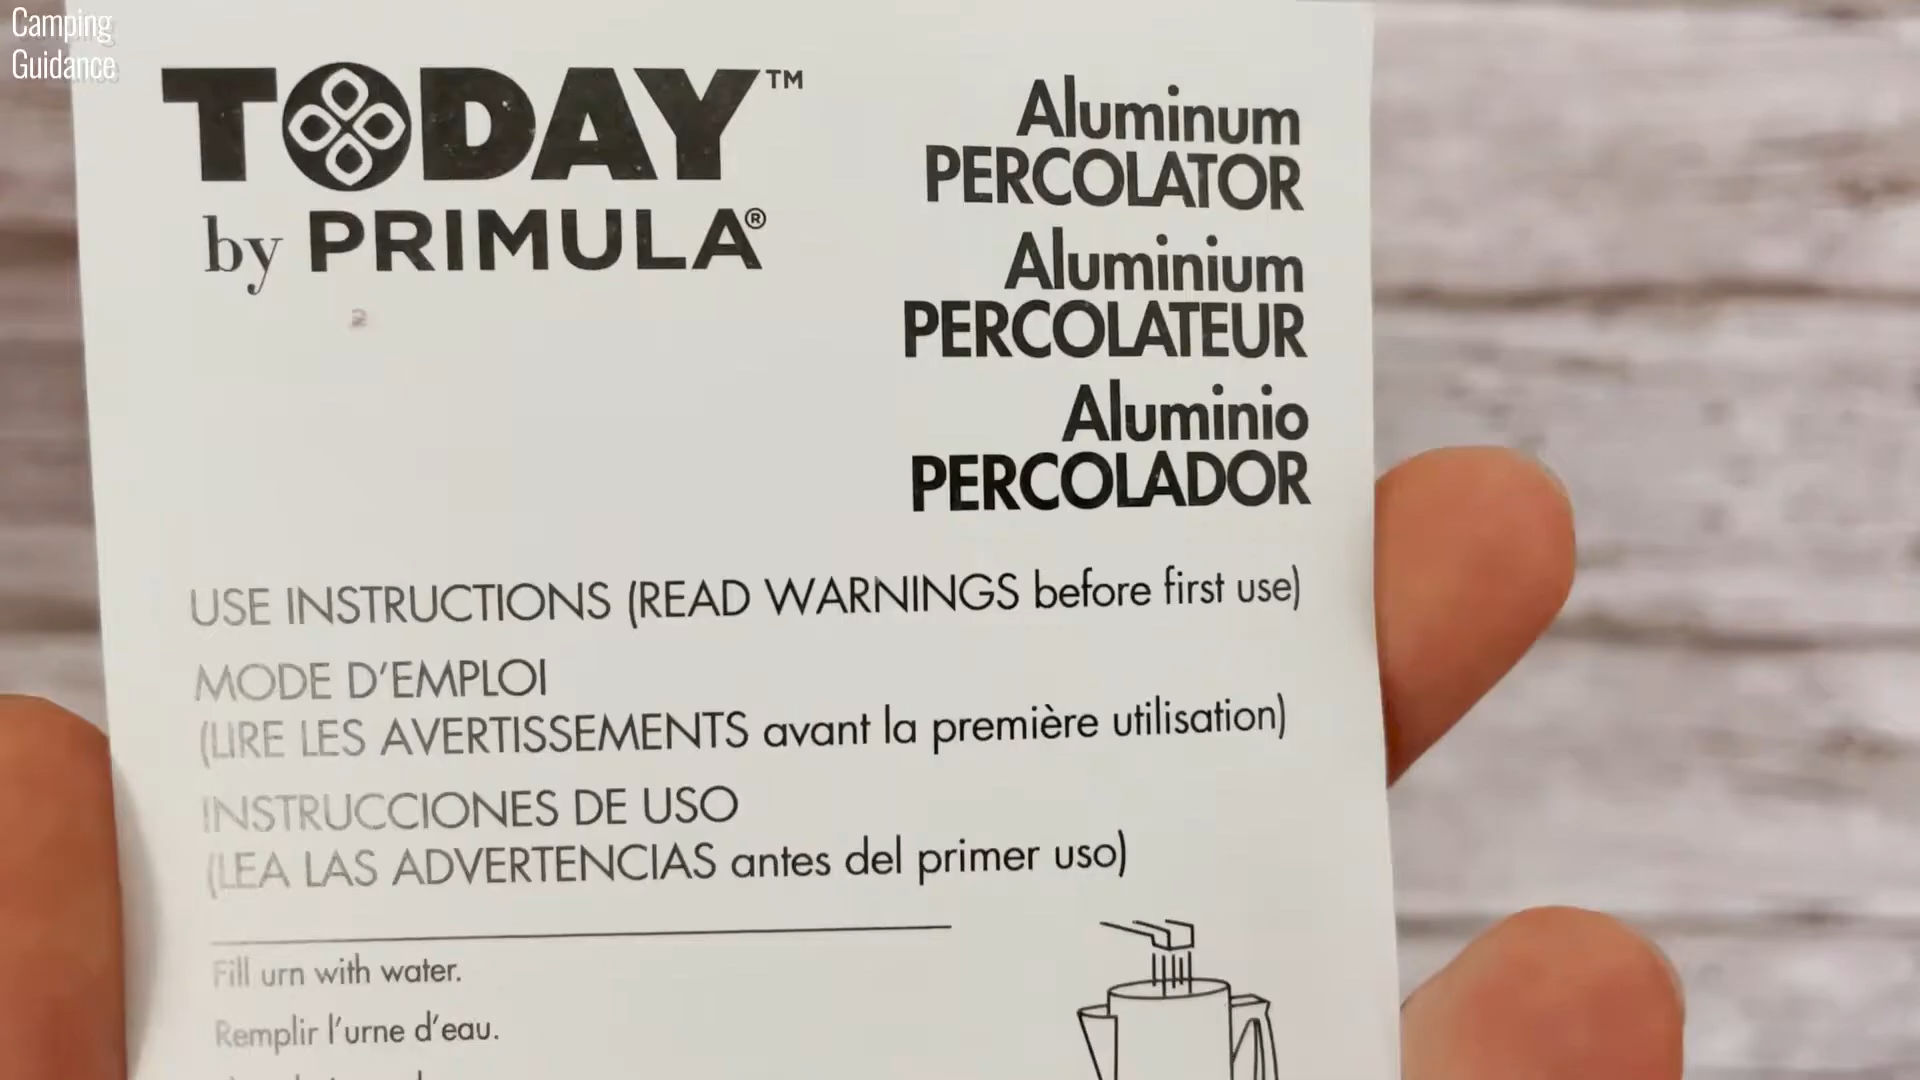 Camping
Guidance
TODAY™
by PRIMULA®
Aluminum
PERCOLATOR
Aluminium
PERCOLATEUR
Aluminio
PERCOLADOR
USE INSTRUCTIONS (READ WARNINGS before first use)
MODE D'EMPLOI
(LIRE LES AVERTISSEMENTS avant la première utilisation)
INSTRUCCIONES DE USO
(LEA LAS ADVERTENCIAS antes del primer uso)
Fill urn with water.
Remplir l'urne d'eau.